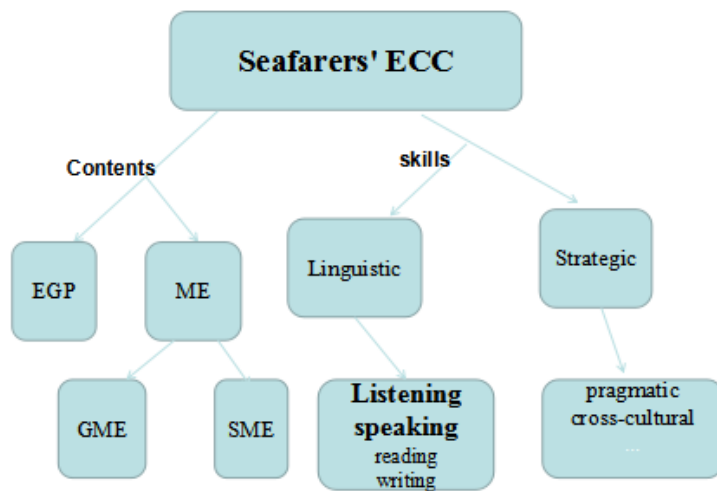 Seafarers' ECC
Contents
skills
EGP
ME
Linguistic
Strategic
GME
SME
Listening
speaking
reading
writing
pragmatic
cross-cultural
...